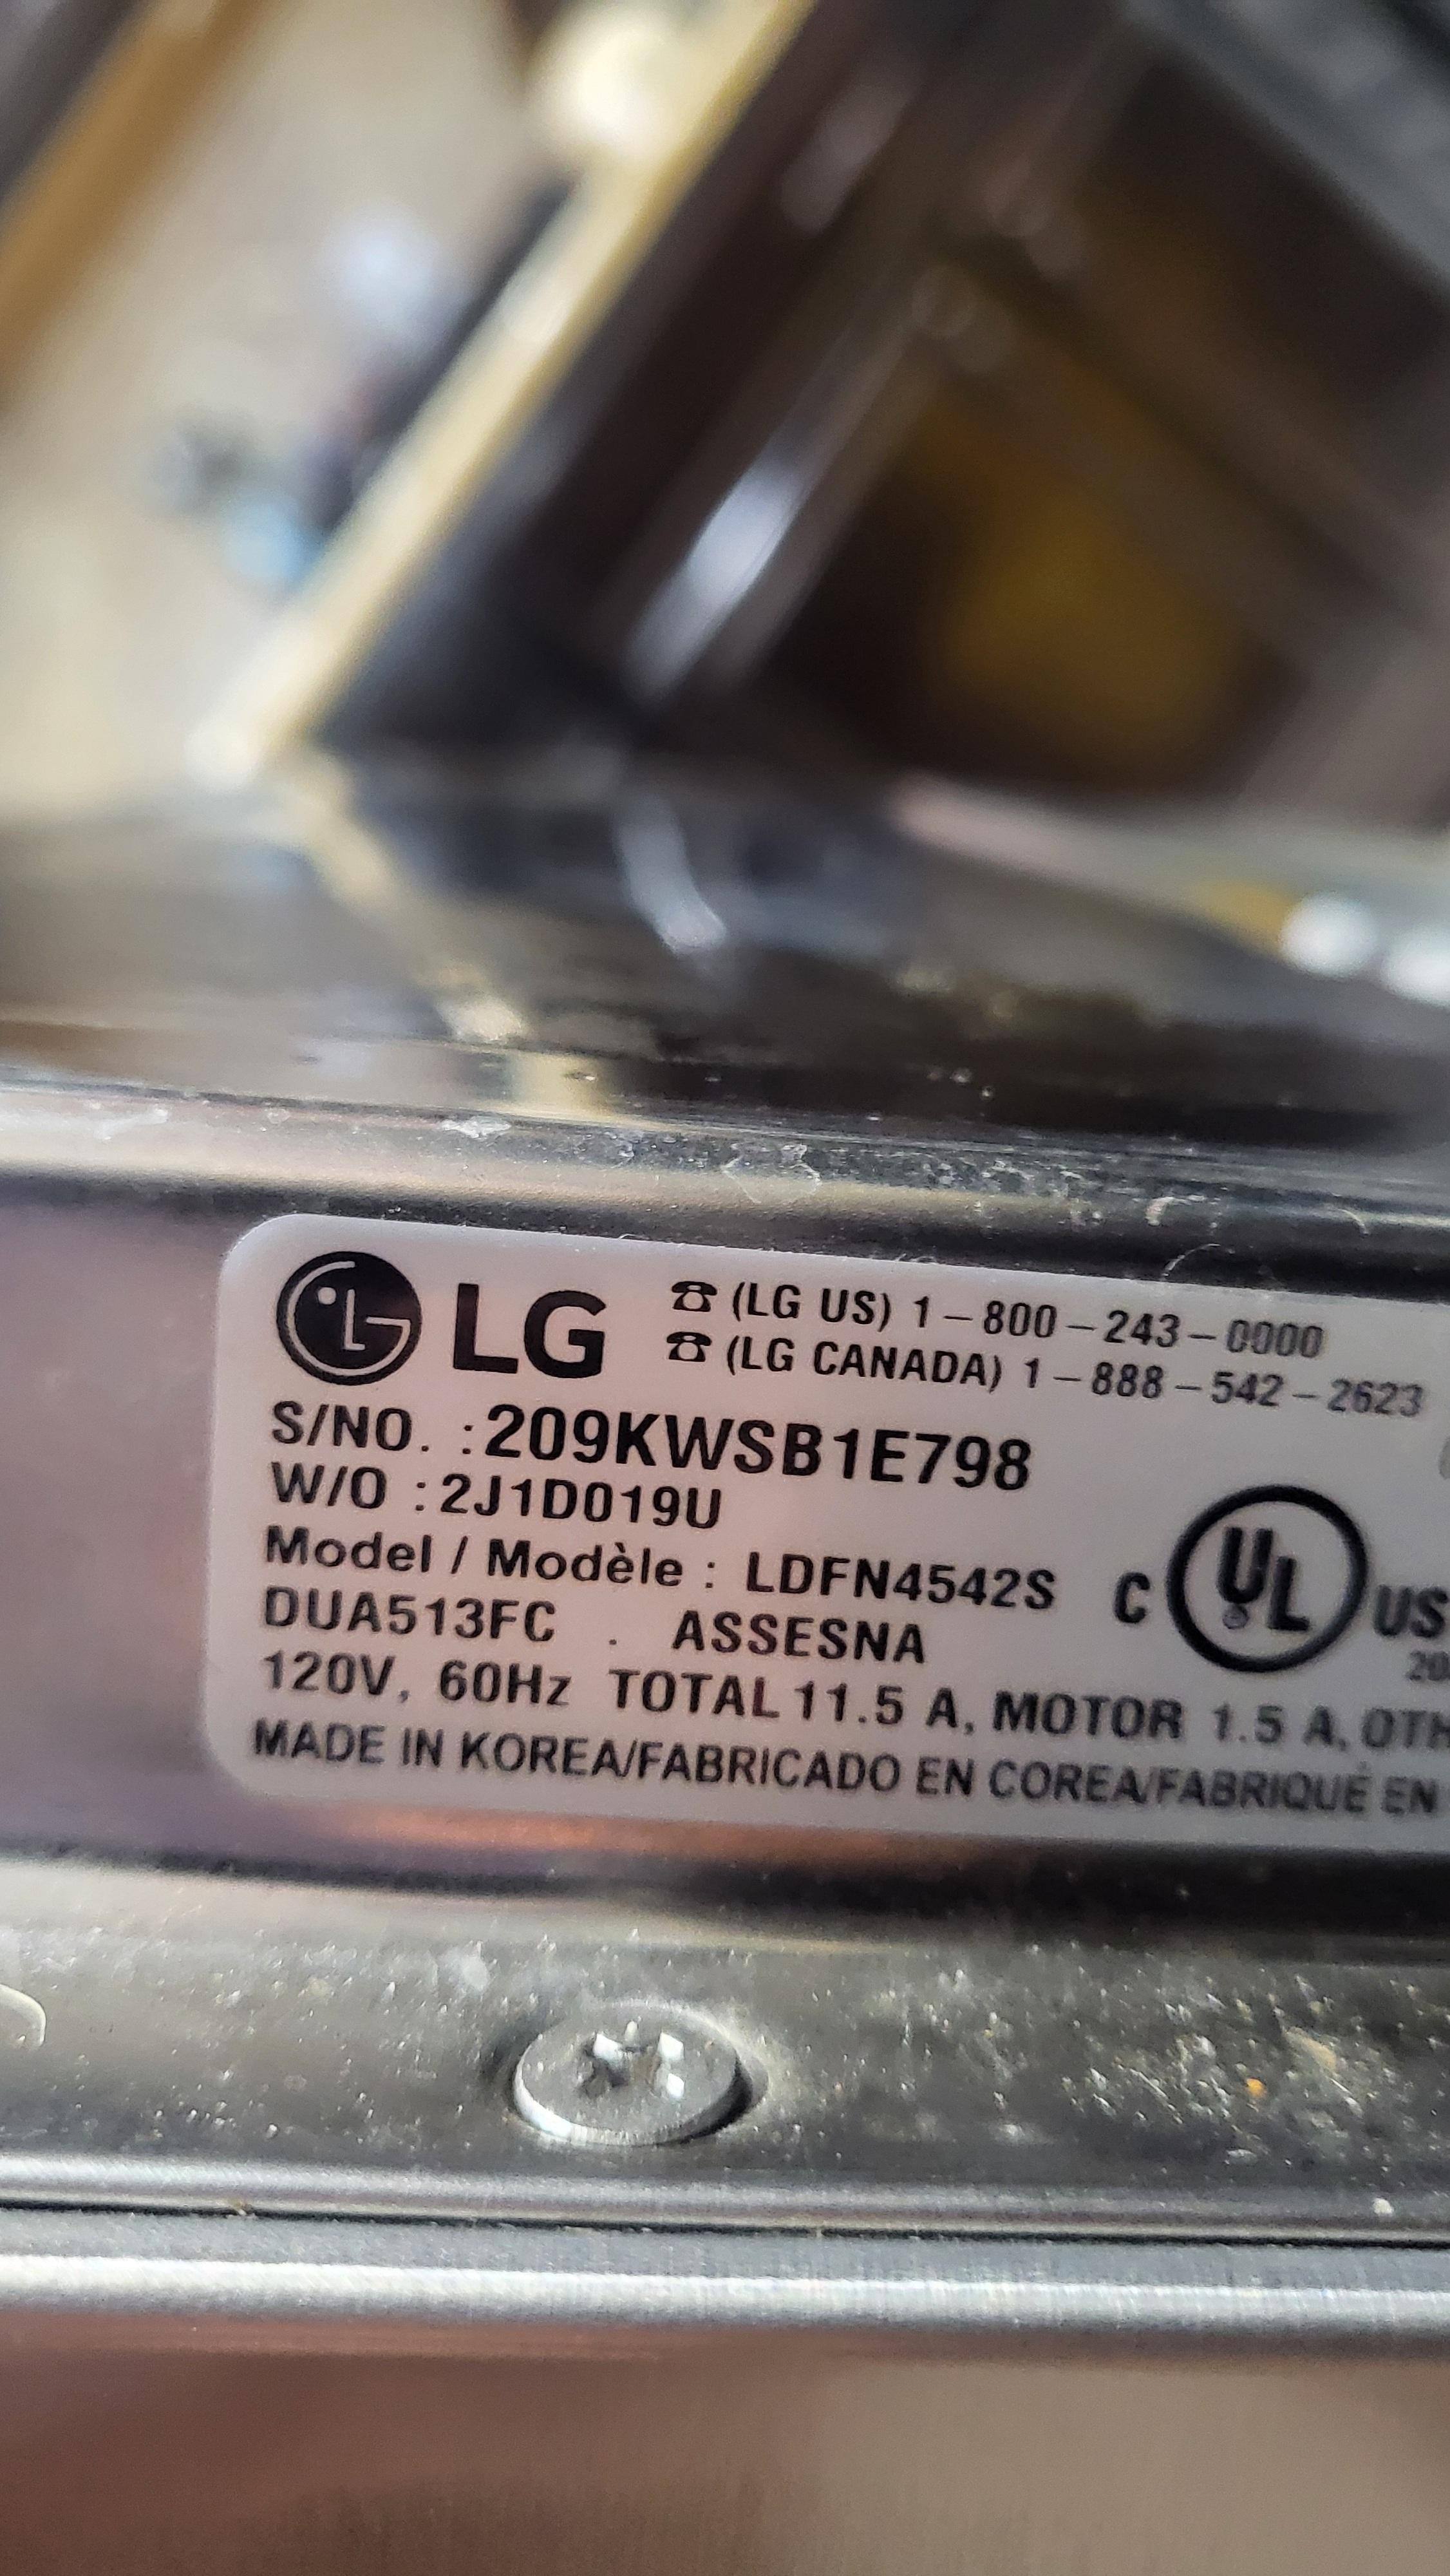 LG
☎ (LG US) 1-800-243-0000
☎ (LG CANADA) 1-888-542-2623
S/NO. :209KWSB1E798
W/O :2J1D019U
Model / Modèle : LDFN4542S
DUA513FC . ASSESNA
C UL ® US
20
120V, 60Hz TOTAL 11.5 A, MOTOR 1.5 A, OTH
MADE IN KOREA/FABRICADO EN COREA/FABRIQUÉ EN